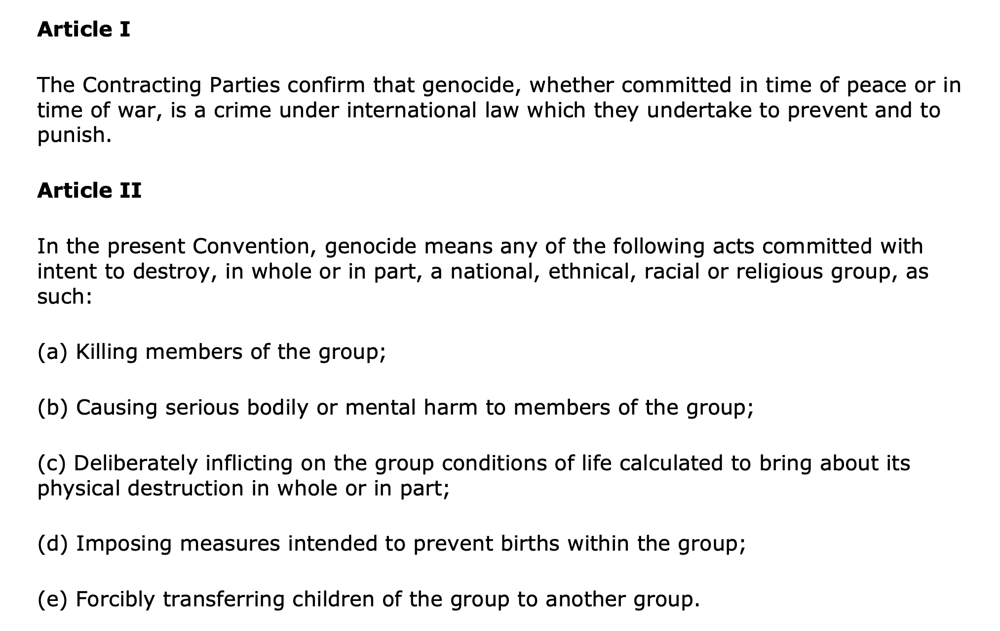 Article I
The Contracting Parties confirm that genocide, whether committed in time of peace or in
time of war, is a crime under international law which they undertake to prevent and to
punish.
Article II
In the present Convention, genocide means any of the following acts committed with
intent to destroy, in whole or in part, a national, ethnical, racial or religious group, as
such:
(a) Killing members of the group;
(b) Causing serious bodily or mental harm to members of the group;
(c) Deliberately inflicting on the group conditions of life calculated to bring about its
physical destruction in whole or in part;
(d) Imposing measures intended to prevent births within the group;
(e) Forcibly transferring children of the group to another group.